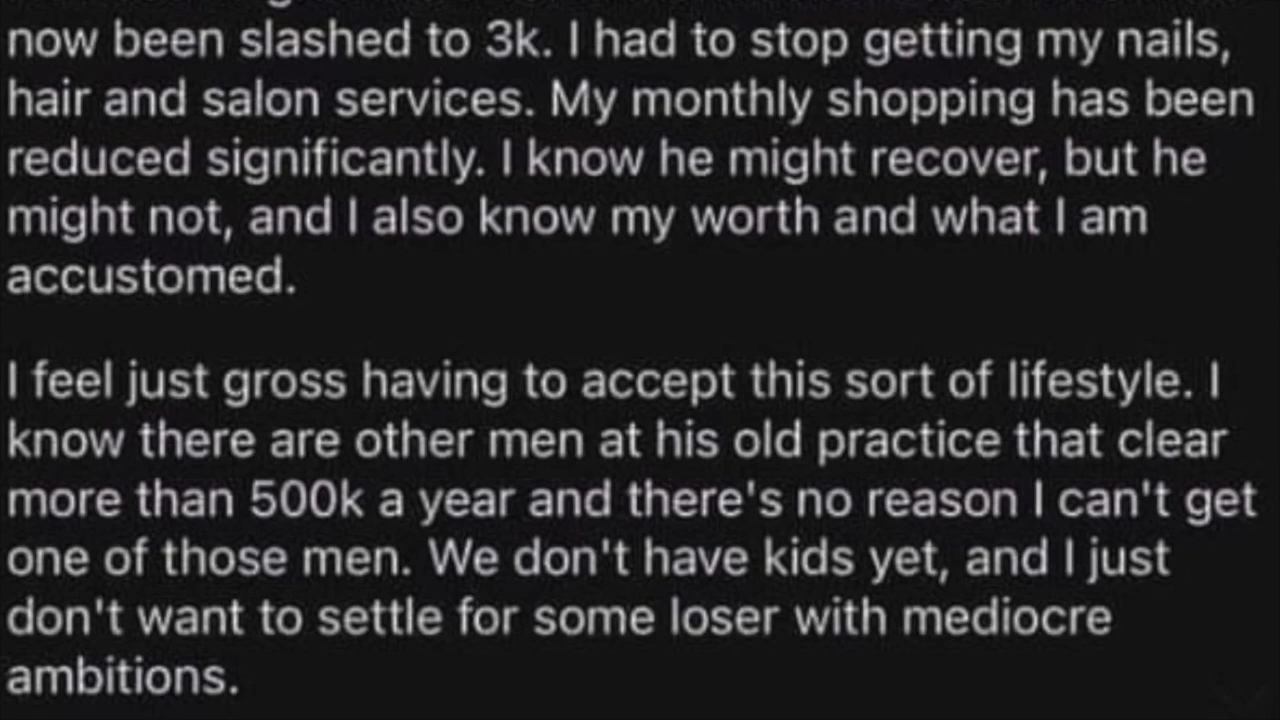 now been slashed to 3k. I had to stop getting my nails,
hair and salon services. My monthly shopping has been
reduced significantly. I know he might recover, but he
might not, and I also know my worth and what I am
accustomed.
I feel just gross having to accept this sort of lifestyle. I
know there are other men at his old practice that clear
more than 500k a year and there's no reason I can't get
one of those men. We don't have kids yet, and I just
don't want to settle for some loser with mediocre
ambitions.